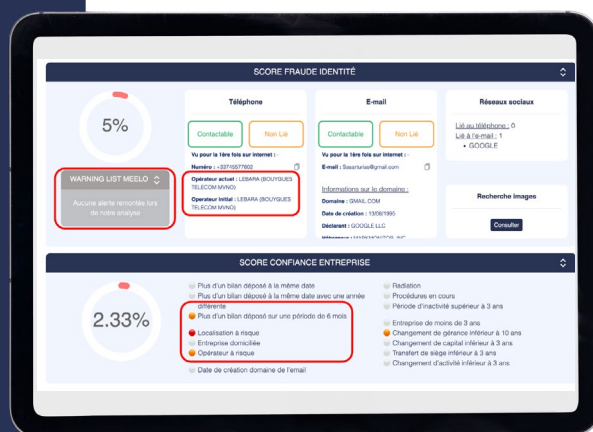 SCORE FRAUDE IDENTITÉ
5%
WARNING LIST MEELO
Aucune alerte remontée lors
de notre analyse
Téléphone
Contactable
Non Lié
Vu pour la 1ère fois sur internet : -
Numéro : +33745577602
Opérateur actuel : LEBARA (BOUYGUES
TELECOM MVNO)
Opérateur initial : LEBARA (BOUYGUES
TELECOM MVNO)
E-mail
Contactable
Non Lié
Vu pour la 1ère fois sur internet : -
E-mail : Sasarturlas@gmail.com
Informations sur le domaine :
Domaine : GMAIL.COM
Date de création : 13/08/1995
Déclarant : GOOGLE LLC
Hébergeur : MARKMONITOR, INC.
Réseaux sociaux
Lié au téléphone : 0
Lié à l'email : 1
• GOOGLE
Recherche images
Consulter
SCORE CONFIANCE ENTREPRISE
2.33%
Plus d'un bilan déposé à la même date
Plus d'un bilan déposé à la même date avec une année
différente
Plus d'un bilan déposé sur une période de 6 mois
Localisation à risque
Entreprise domiciliée
Opérateur à risque
Date de création domaine de l'email
Radiation
Procédures en cours
Période d'inactivité supérieur à 3 ans
Entreprise de moins de 3 ans
Changement de gérance inférieur à 10 ans
Changement de capital inférieur à 3 ans
Transfert de siège inférieur à 3 ans
Changement d'activité inférieur à 3 ans